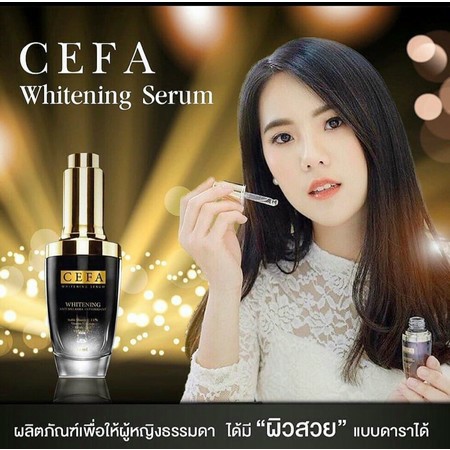 CEFA
Whitening Serum
CEFA
WHITENING SERUM
WHITENING
ผลิตภัณฑ์เพื่อให้ผู้หญิงธรรมดา ได้มี “ผิวสวย” แบบดาราได้